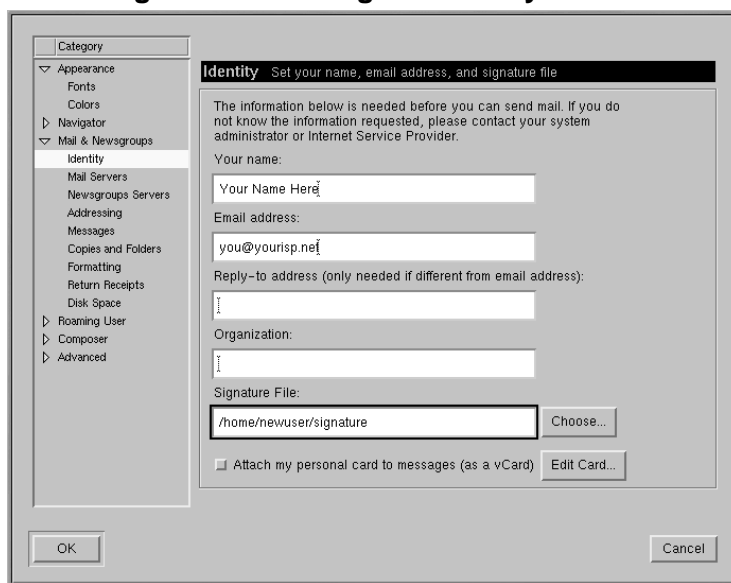 Category
Appearance
Fonts
Colors
Navigator
Mail & Newsgroups
Identity
Mail Servers
Newsgroups Servers
Addressing
Messages
Copies and Folders
Formatting
Return Receipts
Disk Space
Roaming User
Composer
Advanced
Identity Set your name, email address, and signature file
The information below is needed before you can send mail. If you do
not know the information requested, please contact your system
administrator or Internet Service Provider.
Your name:
Your Name Here
Email address:
you@yourisp.net
Reply-to address (only needed if different from email address):
Organization:
Signature File:
/home/newuser/signature
Choose...
Attach my personal card to messages (as a vCard)
Edit Card...
OK
Cancel